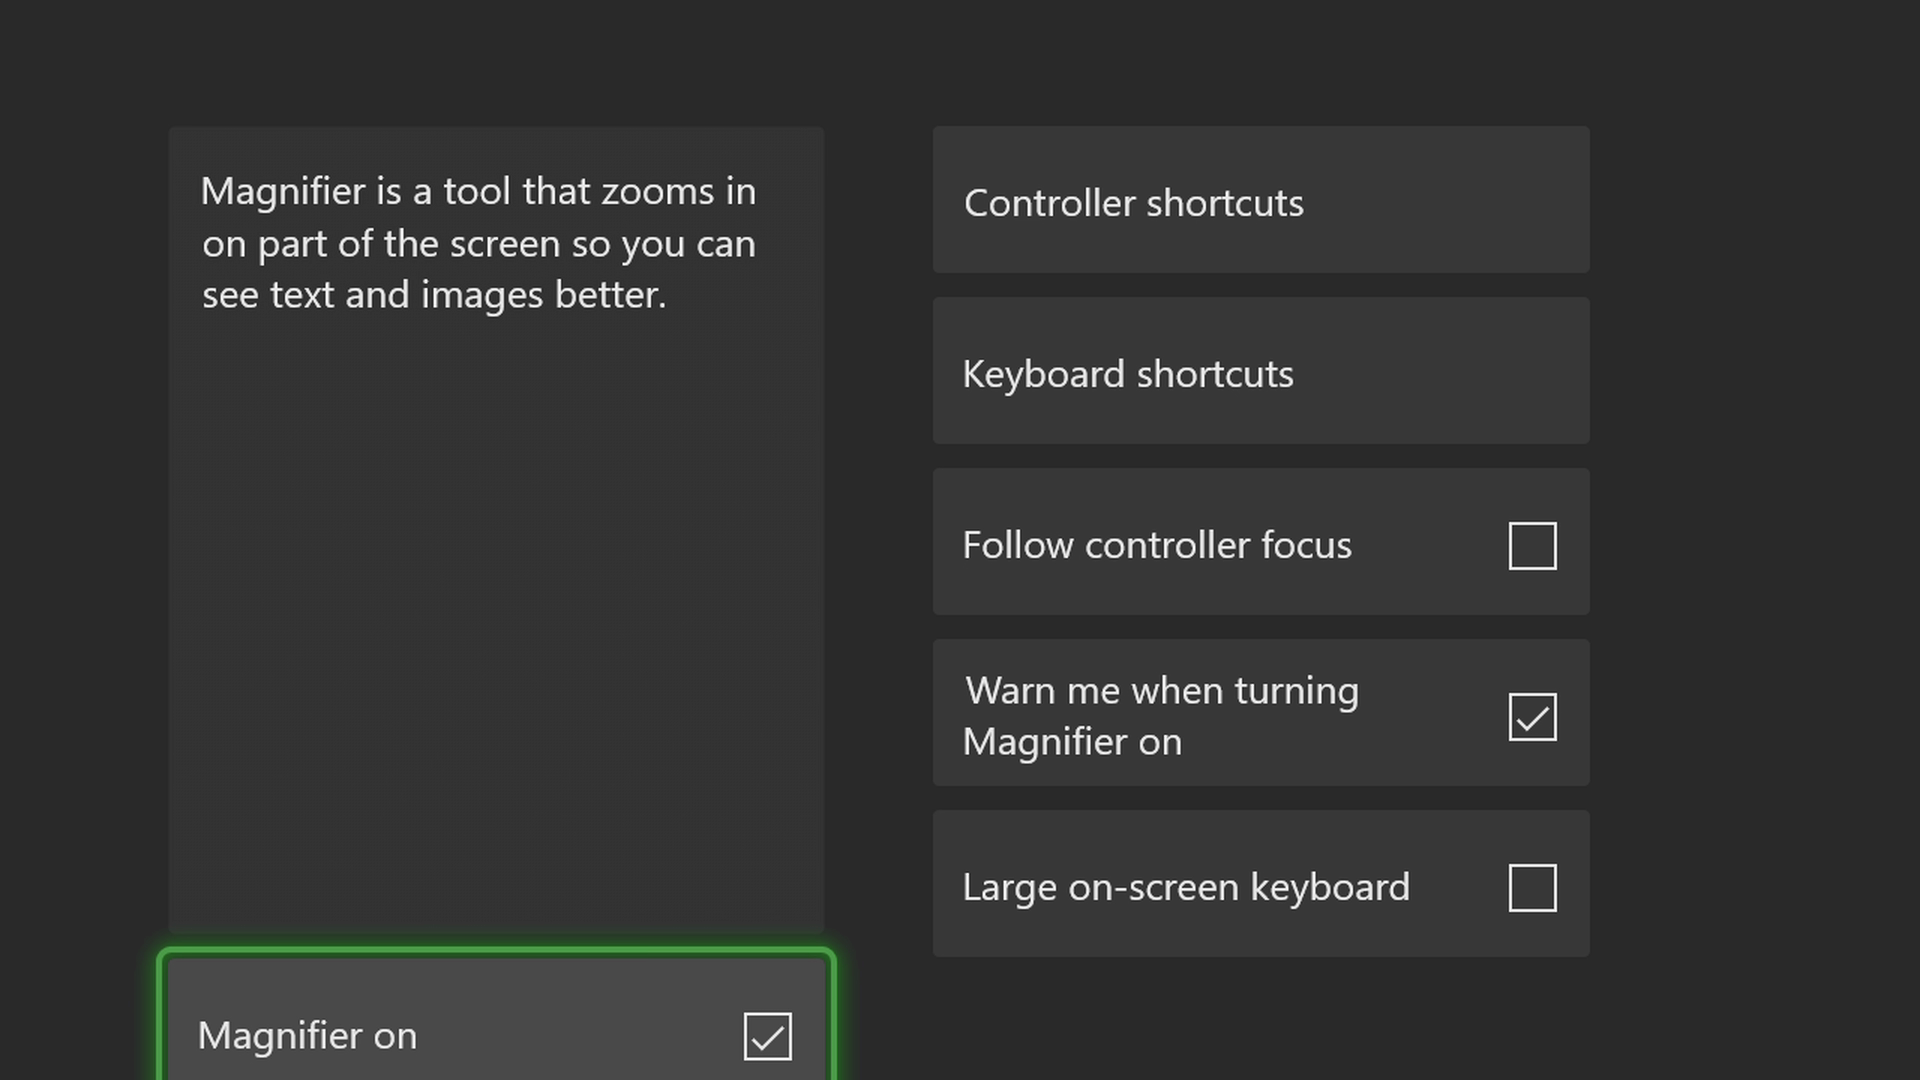 Magnifier is a tool that zooms in
on part of the screen so you can
see text and images better.
Magnifier on
Controller shortcuts
Keyboard shortcuts
Follow controller focus
Warn me when turning
Magnifier on
Large on-screen keyboard